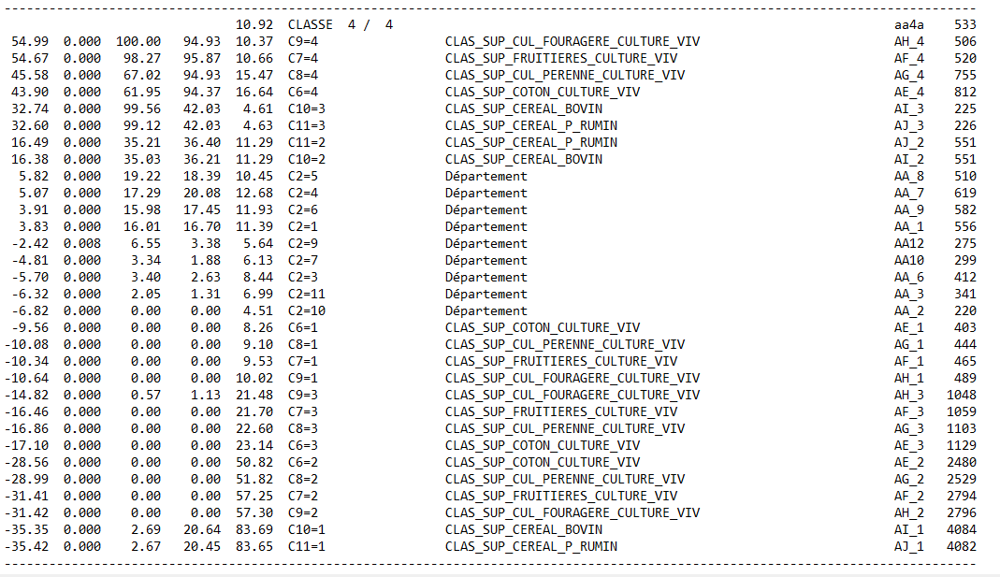 --------------------------------------------------------------------------------------------------------------------------------
                               10.92  CLASSE  4 /  4                                                                   aa4a    533
 54.99  0.000  100.00   94.93  10.37  C9=4                 CLAS_SUP_CUL_FOURAGERE_CULTURE_VIV                          AH_4    506
 54.67  0.000   98.27   95.87  10.66  C7=4                 CLAS_SUP_FRUITIERES_CULTURE_VIV                             AF_4    520
 45.58  0.000   67.02   94.93  15.47  C8=4                 CLAS_SUP_CUL_PERENNE_CULTURE_VIV                            AG_4    755
 43.90  0.000   61.95   94.37  16.64  C6=4                 CLAS_SUP_COTON_CULTURE_VIV                                  AE_4    812
 32.74  0.000   99.56   42.03   4.61  C10=3                CLAS_SUP_CEREAL_BOVIN                                       AI_3    225
 32.60  0.000   99.12   42.03   4.63  C11=3                CLAS_SUP_CEREAL_P_RUMIN                                     AJ_3    226
 16.49  0.000   35.21   36.40  11.29  C11=2                CLAS_SUP_CEREAL_P_RUMIN                                     AJ_2    551
 16.38  0.000   35.03   36.21  11.29  C10=2                CLAS_SUP_CEREAL_BOVIN                                       AI_2    551
  5.82  0.000   19.22   18.39  10.45  C2=5                 Département                                                 AA_8    510
  5.07  0.000   17.29   20.08  12.68  C2=4                 Département                                                 AA_7    619
  3.91  0.000   15.98   17.45  11.93  C2=6                 Département                                                 AA_9    582
  3.83  0.000   16.01   16.70  11.39  C2=1                 Département                                                 AA_1    556
 -2.42  0.008    6.55    3.38   5.64  C2=9                 Département                                                 AA12    275
 -4.81  0.000    3.34    1.88   6.13  C2=7                 Département                                                 AA10    299
 -5.70  0.000    3.40    2.63   8.44  C2=3                 Département                                                 AA_6    412
 -6.32  0.000    2.05    1.31   6.99  C2=11                Département                                                 AA_3    341
 -6.82  0.000    0.00    0.00   4.51  C2=10                Département                                                 AA_2    220
 -9.56  0.000    0.00    0.00   8.26  C6=1                 CLAS_SUP_COTON_CULTURE_VIV                                  AE_1    403
-10.08  0.000    0.00    0.00   9.10  C8=1                 CLAS_SUP_CUL_PERENNE_CULTURE_VIV                            AG_1    444
-10.34  0.000    0.00    0.00   9.53  C7=1                 CLAS_SUP_FRUITIERES_CULTURE_VIV                             AF_1    465
-10.64  0.000    0.00    0.00  10.02  C9=1                 CLAS_SUP_CUL_FOURAGERE_CULTURE_VIV                          AH_1    489
-14.82  0.000    0.57    1.13  21.48  C9=3                 CLAS_SUP_CUL_FOURAGERE_CULTURE_VIV                          AH_3   1048
-16.46  0.000    0.00    0.00  21.70  C7=3                 CLAS_SUP_FRUITIERES_CULTURE_VIV                             AF_3   1059
-16.86  0.000    0.00    0.00  22.60  C8=3                 CLAS_SUP_CUL_PERENNE_CULTURE_VIV                            AG_3   1103
-17.10  0.000    0.00    0.00  23.14  C6=3                 CLAS_SUP_COTON_CULTURE_VIV                                  AE_3   1129
-28.56  0.000    0.00    0.00  50.82  C6=2                 CLAS_SUP_COTON_CULTURE_VIV                                  AE_2   2480
-28.99  0.000    0.00    0.00  51.82  C8=2                 CLAS_SUP_CUL_PERENNE_CULTURE_VIV                            AG_2   2529
-31.41  0.000    0.00    0.00  57.25  C7=2                 CLAS_SUP_FRUITIERES_CULTURE_VIV                             AF_2   2794
-31.42  0.000    0.00    0.00  57.30  C9=2                 CLAS_SUP_CUL_FOURAGERE_CULTURE_VIV                          AH_2   2796
-35.35  0.000    2.69   20.64  83.69  C10=1                CLAS_SUP_CEREAL_BOVIN                                       AI_1   4084
-35.42  0.000    2.67   20.45  83.65  C11=1                CLAS_SUP_CEREAL_P_RUMIN                                     AJ_1   4082
--------------------------------------------------------------------------------------------------------------------------------